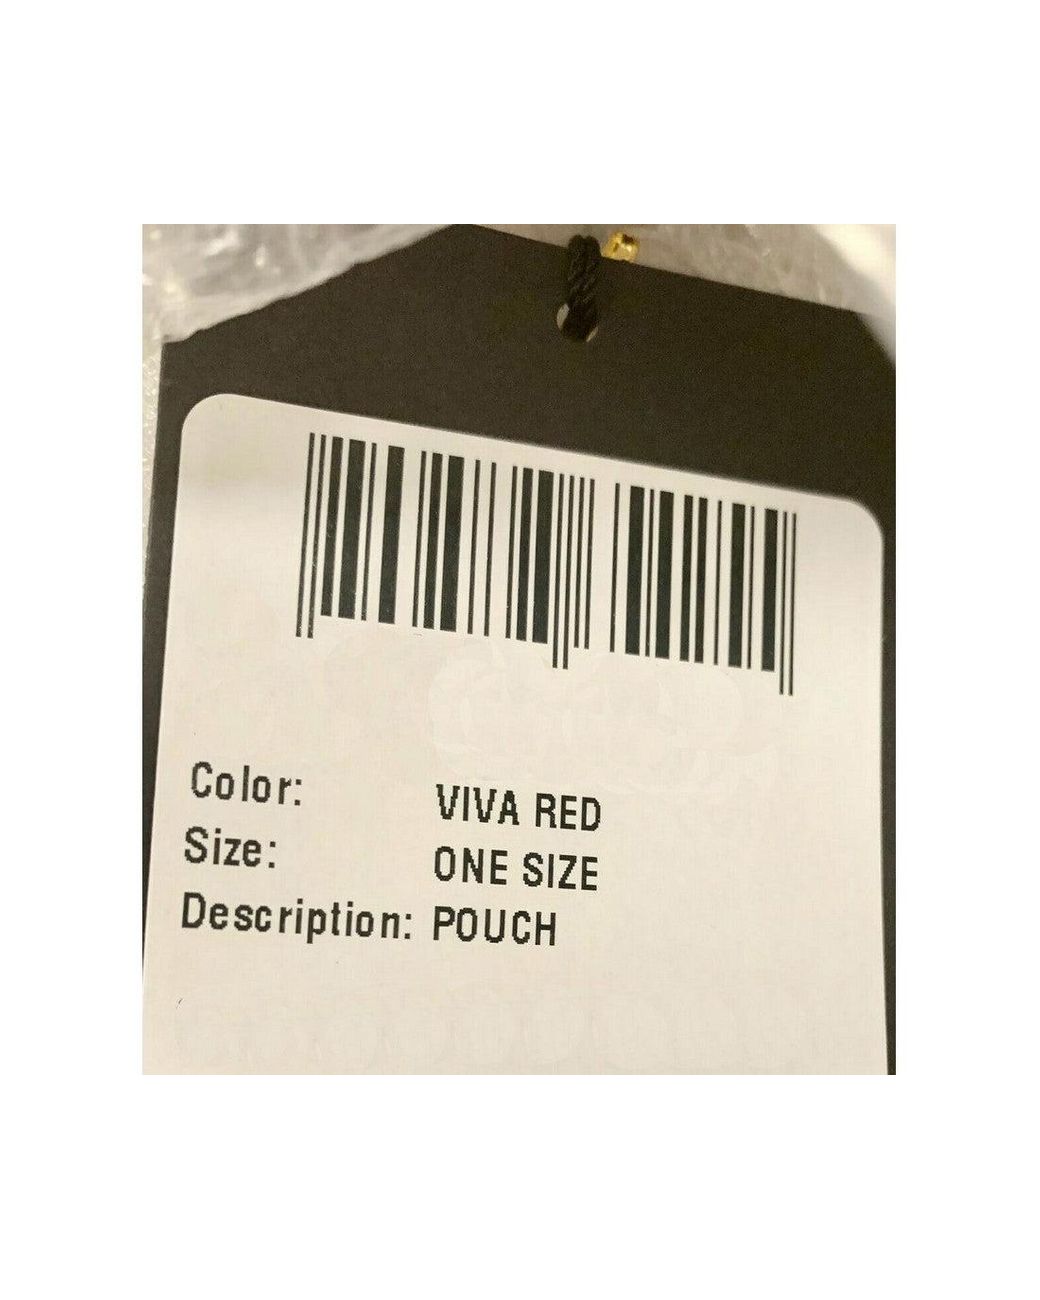 Color: VIVA RED
Size: ONE SIZE
Description: POUCH